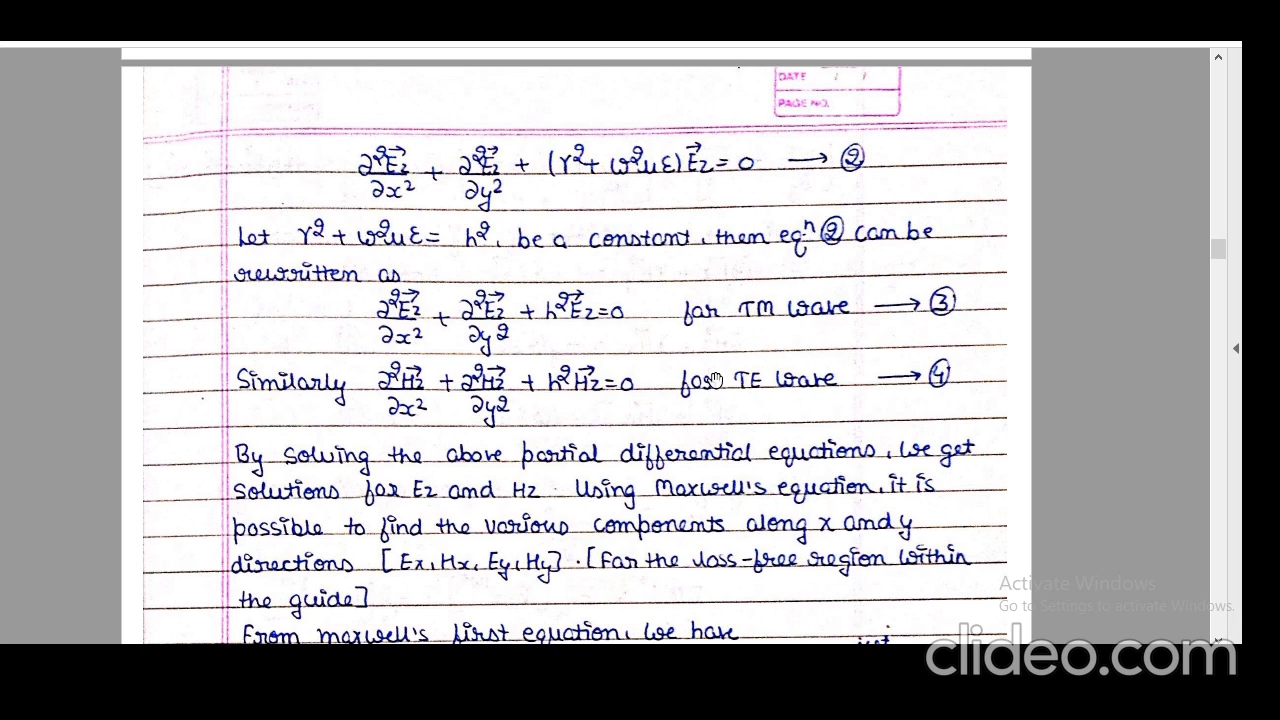 DATE / /
PAGE NO.
∂²E⃗z/∂x² + ∂²E⃗z/∂y² + (γ² + ω²με)E⃗z = 0 → ②
Let γ² + ω²με = h², be a constant, then eqⁿ ② can be
rewritten as
∂²E⃗z/∂x² + ∂²E⃗z/∂y² + h²E⃗z = 0 for TM wave → ③
Similarly ∂²H⃗z/∂x² + ∂²H⃗z/∂y² + h²H⃗z = 0 for TE wave → ④
By solving the above partial differential equations, we get
solutions for Ez and Hz. Using Maxwell's equation, it is
possible to find the various components along x and y
directions [Ex, Hx, Ey, Hy]. [For the loss-free region within
the guide]
From maxwell's first equation, we have
Activate Windows
Go to Settings to activate Windows.
clideo.com